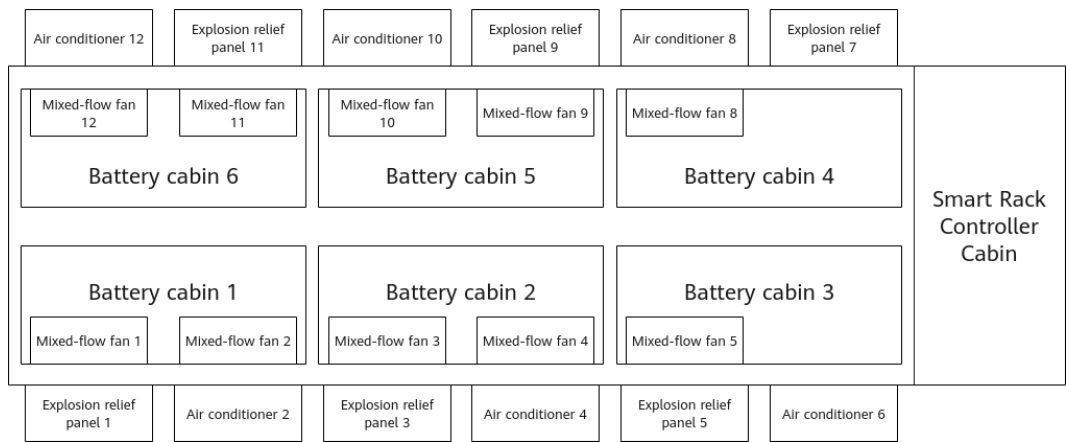 Air conditioner 12
Explosion relief
panel 11
Air conditioner 10
Explosion relief
panel 9
Air conditioner 8
Explosion relief
panel 7
Mixed-flow fan
12
Mixed-flow fan
11
Mixed-flow fan
10
Mixed-flow fan 9
Mixed-flow fan 8
Battery cabin 6
Battery cabin 5
Battery cabin 4
Smart Rack
Controller
Cabin
Battery cabin 1
Battery cabin 2
Battery cabin 3
Mixed-flow fan 1
Mixed-flow fan 2
Mixed-flow fan 3
Mixed-flow fan 4
Mixed-flow fan 5
Explosion relief
panel 1
Air conditioner 2
Explosion relief
panel 3
Air conditioner 4
Explosion relief
panel 5
Air conditioner 6